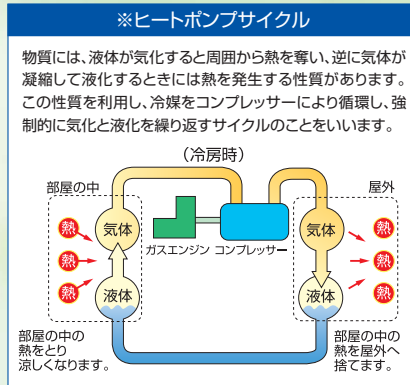 ※ヒートポンプサイクル
物質には、液体が気化すると周囲から熱を奪い、逆に気体が
凝縮して液化するときには熱を発生する性質があります。
この性質を利用し、冷媒をコンプレッサーにより循環し、強
制的に気化と液化を繰り返すサイクルのことをいいます。
（冷房時）
部屋の中
屋外
熱
熱
熱
気体
液体
ガスエンジン
コンプレッサー
気体
液体
熱
熱
熱
部屋の中の
熱をとり
涼しくなります。
部屋の中の
熱を屋外へ
捨てます。